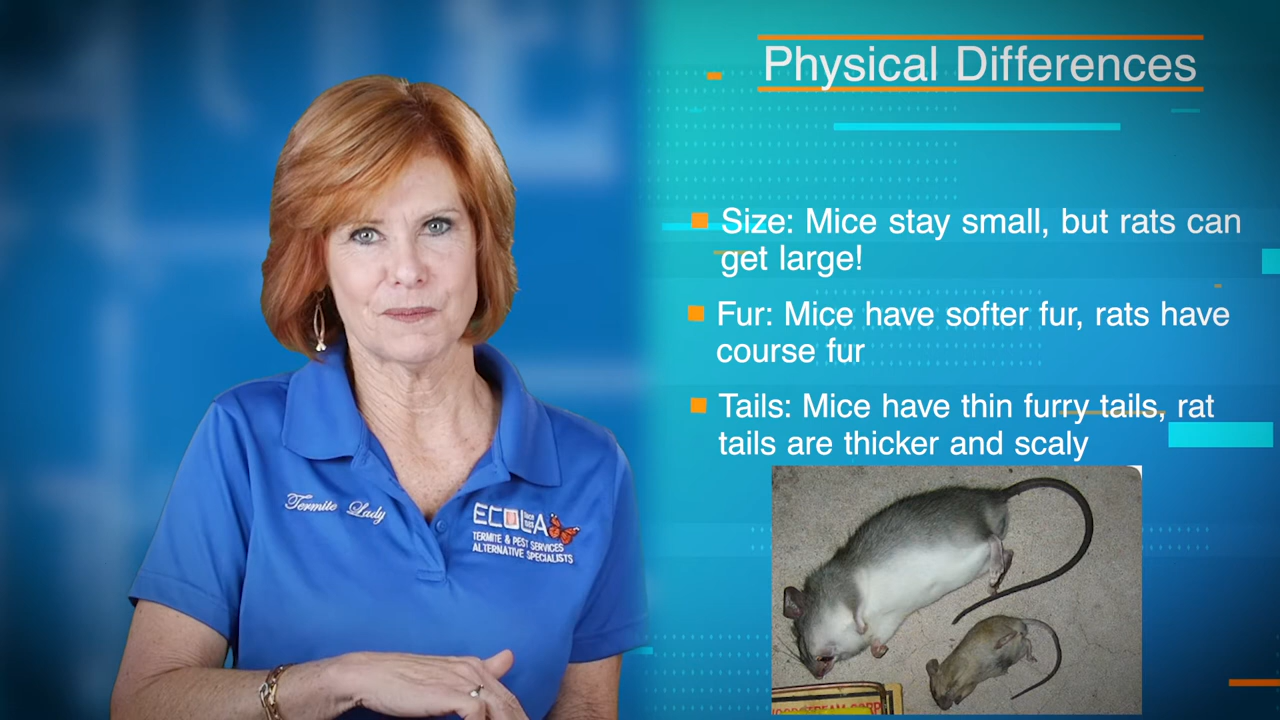 Physical Differences
Size: Mice stay small, but rats can
get large!
Fur: Mice have softer fur, rats have
course fur
Tails: Mice have thin furry tails, rat
tails are thicker and scaly
Termite Lady
ECOLA
TERMITE & PEST SERVICES
ALTERNATIVE SPECIALISTS